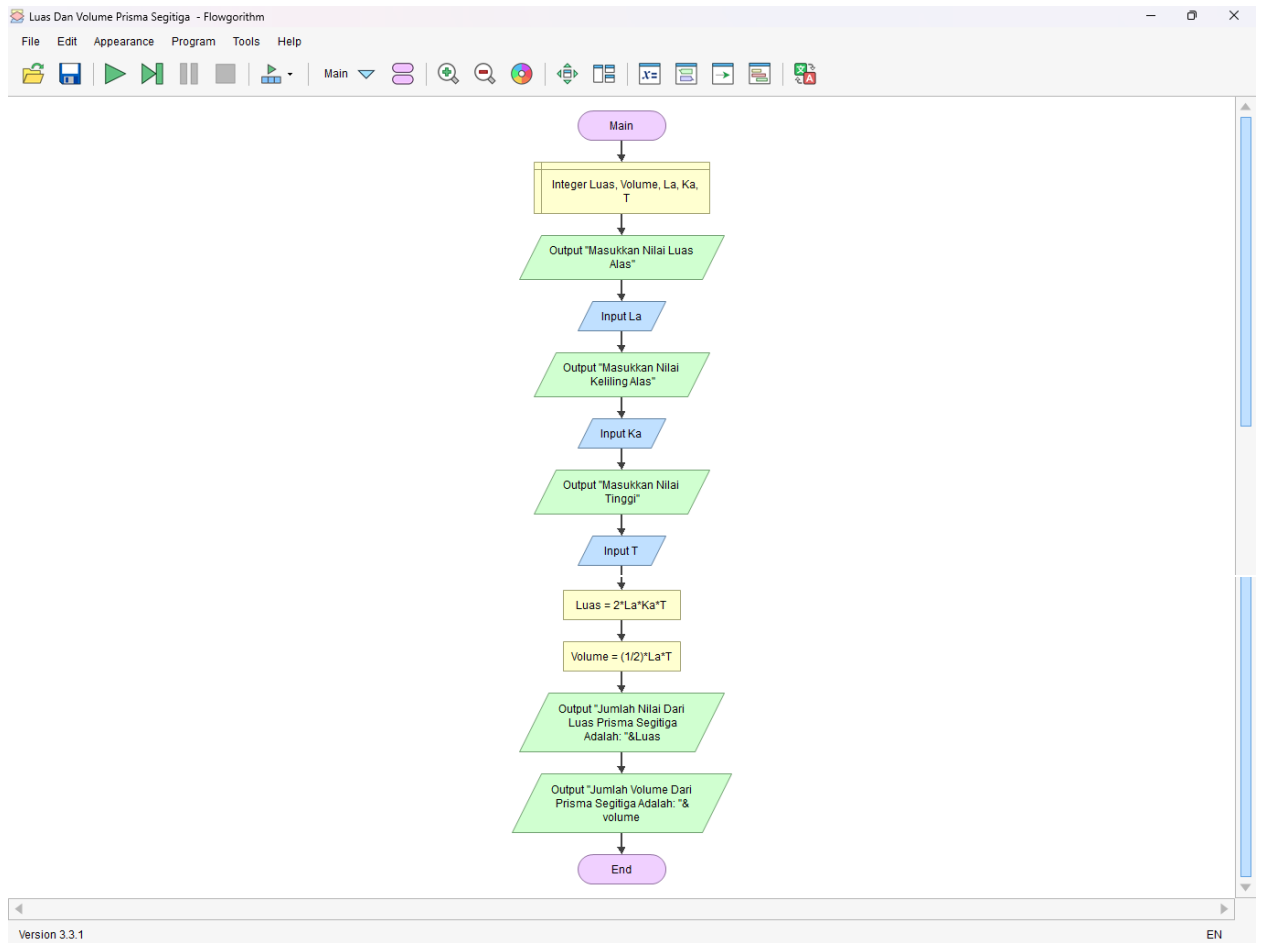 Luas Dan Volume Prisma Segitiga - Flowgorithm
File Edit Appearance Program Tools Help
Main
x=
A
Main
Integer Luas, Volume, La, Ka,
T
Output "Masukkan Nilai Luas
Alas"
Input La
Output "Masukkan Nilai
Keliling Alas"
Input Ka
Output "Masukkan Nilai
Tinggi"
Input T
Luas = 2*La*Ka*T
Volume = (1/2)*La*T
Output "Jumlah Nilai Dari
Luas Prisma Segitiga
Adalah: "&Luas
Output "Jumlah Volume Dari
Prisma Segitiga Adalah: "&
volume
End
Version 3.3.1
EN